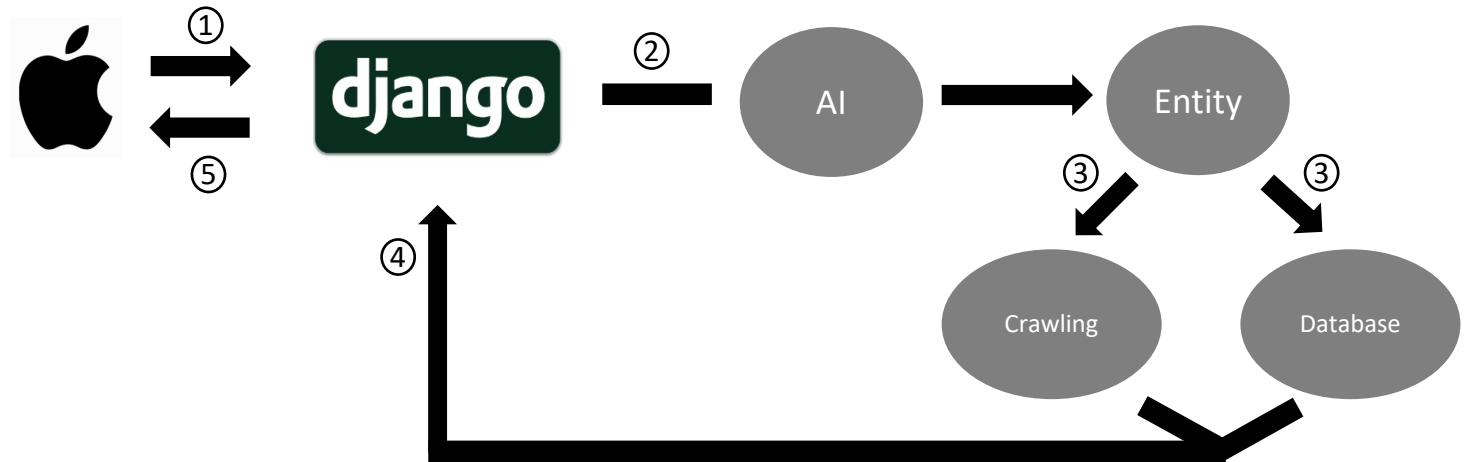 ①
django
②
AI
Entity
⑤
③
③
④
Crawling
Database